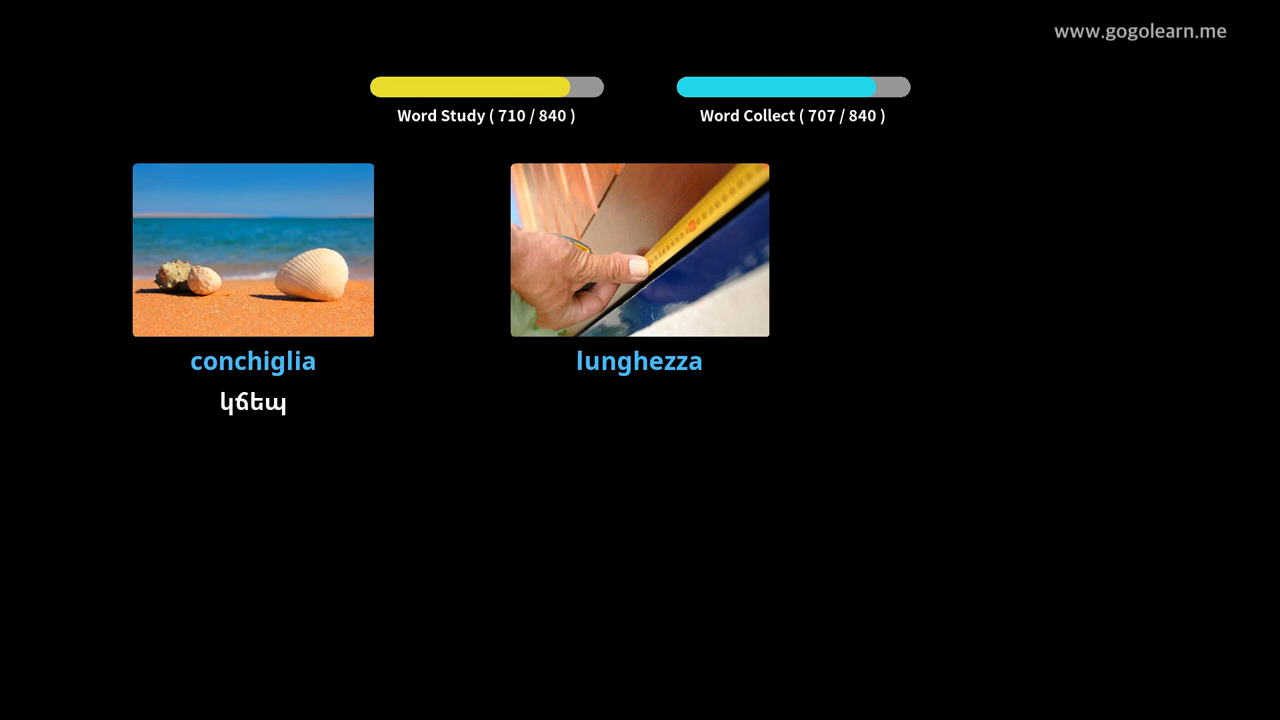 www.gogolearn.me
Word Study ( 710 / 840 )
Word Collect ( 707 / 840 )
conchiglia
lunghezza
կճեպ